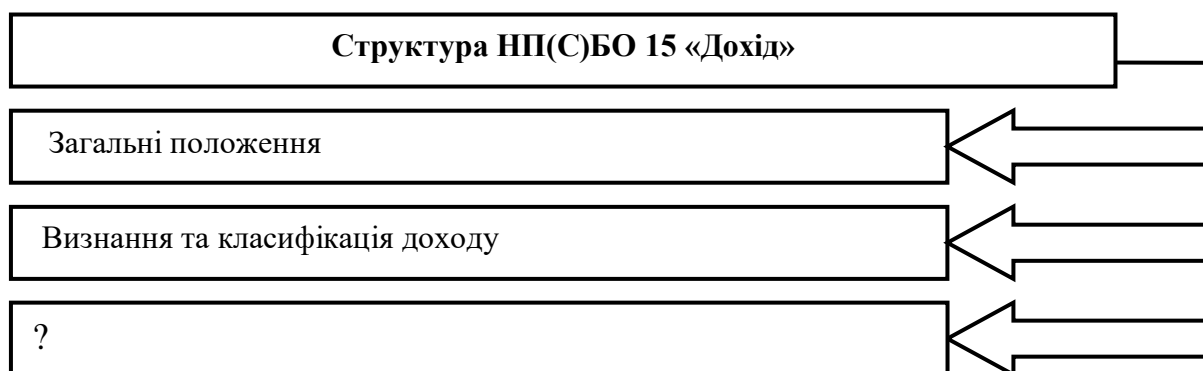 Структура НП(С)БО 15 «Дохід»
Загальні положення
Визнання та класифікація доходу
?